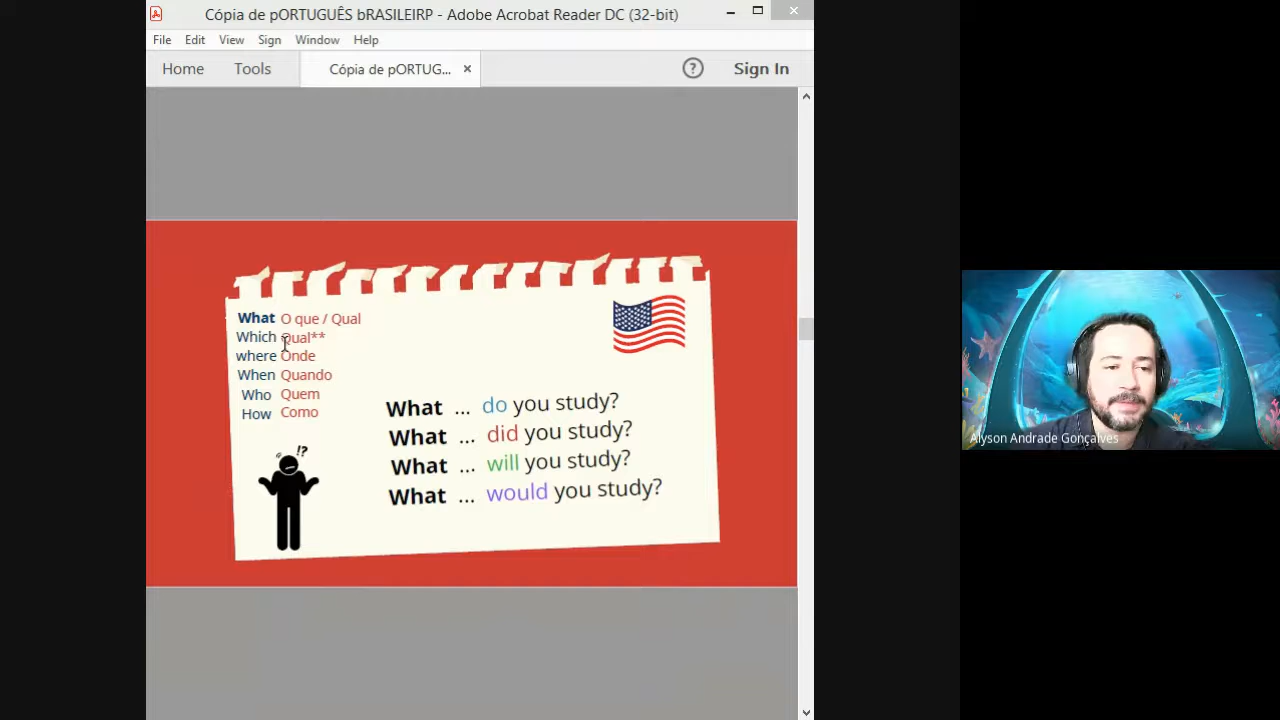 Cópia de pORTUGUÊS bRASILEIRP - Adobe Acrobat Reader DC (32-bit)
File Edit View Sign Window Help
Home Tools Cópia de pORTUG... × ? Sign In
What O que / Qual
Which Qual**
where Onde
When Quando
Who Quem
How Como
!?
What ... do you study?
What ... did you study?
What ... will you study?
What ... would you study?
Alyson Andrade Gonçalves